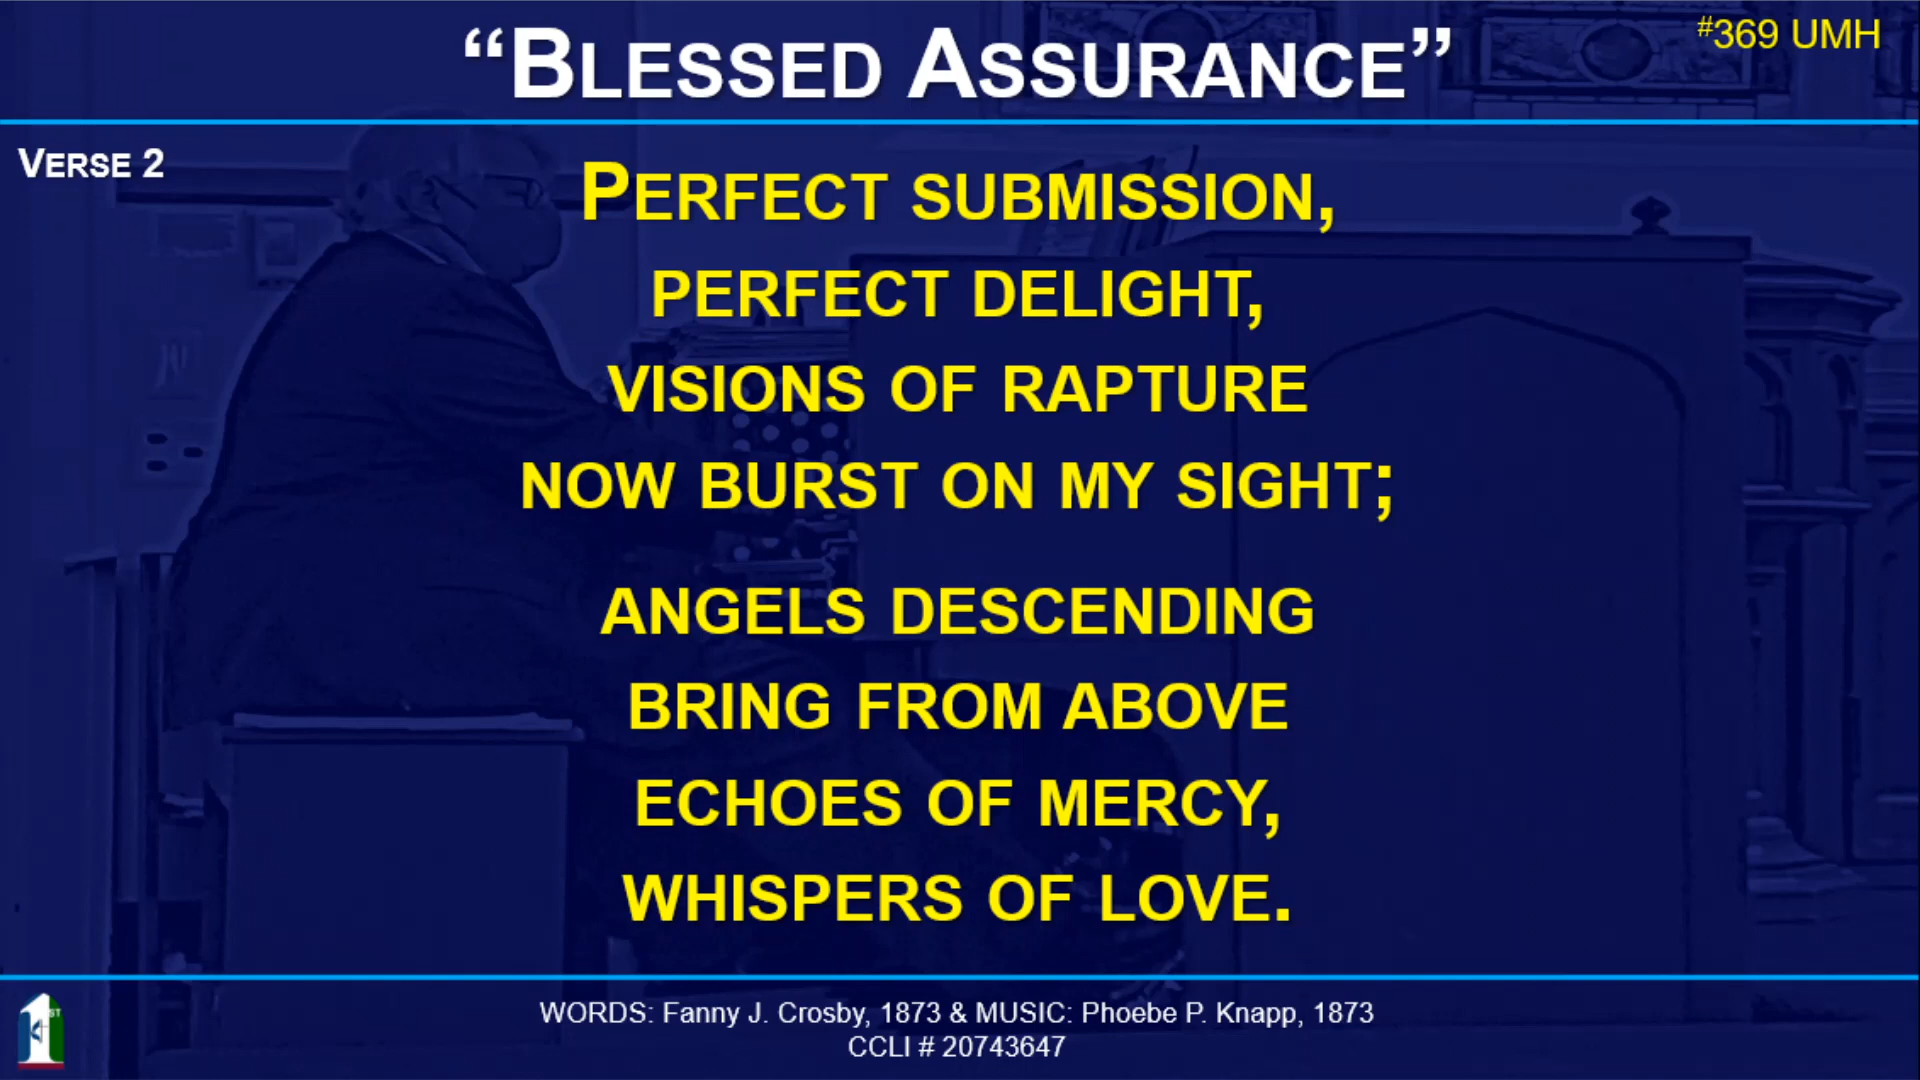 “BLESSED ASSURANCE”
#369 UMH
VERSE 2
PERFECT SUBMISSION,
PERFECT DELIGHT,
VISIONS OF RAPTURE
NOW BURST ON MY SIGHT;
ANGELS DESCENDING
BRING FROM ABOVE
ECHOES OF MERCY,
WHISPERS OF LOVE.
1ST
WORDS: Fanny J. Crosby, 1873 & MUSIC: Phoebe P. Knapp, 1873
CCLI # 20743647